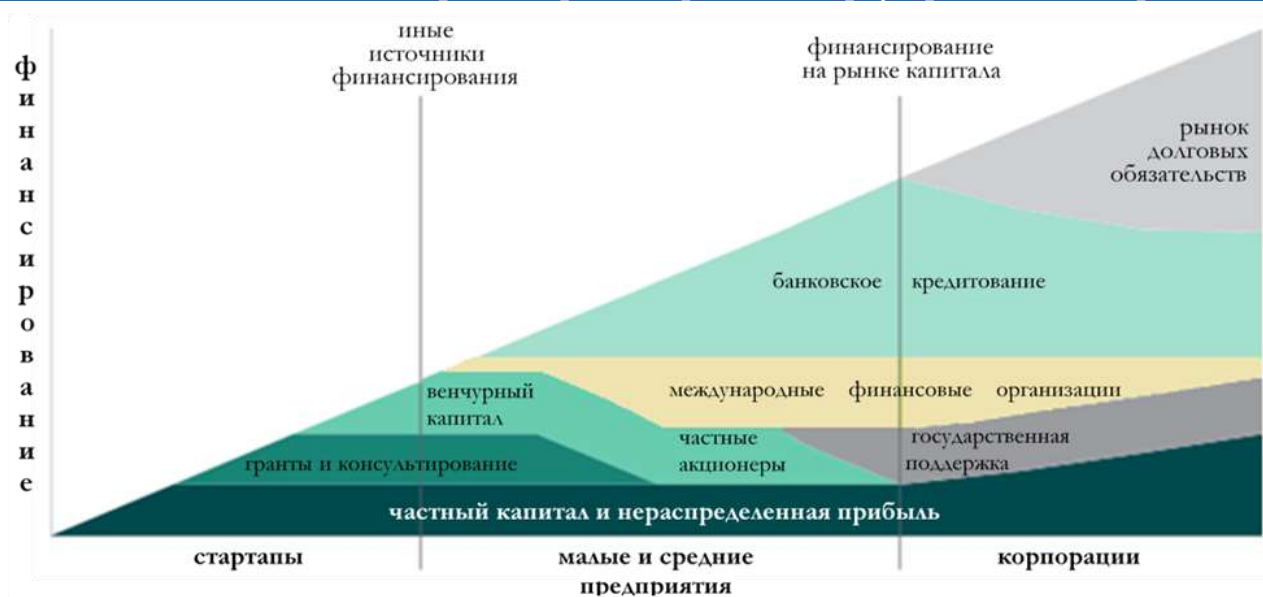 финансирование
иные
источники
финансирования
финансирование
на рынке капитала
рынок
долговых
обязательств
банковское кредитование
международные финансовые организации
венчурный
капитал
частные
акционеры
государственная
поддержка
гранты и консультирование
частный капитал и нераспределенная прибыль
стартапы
малые и средние
предприятия
корпорации